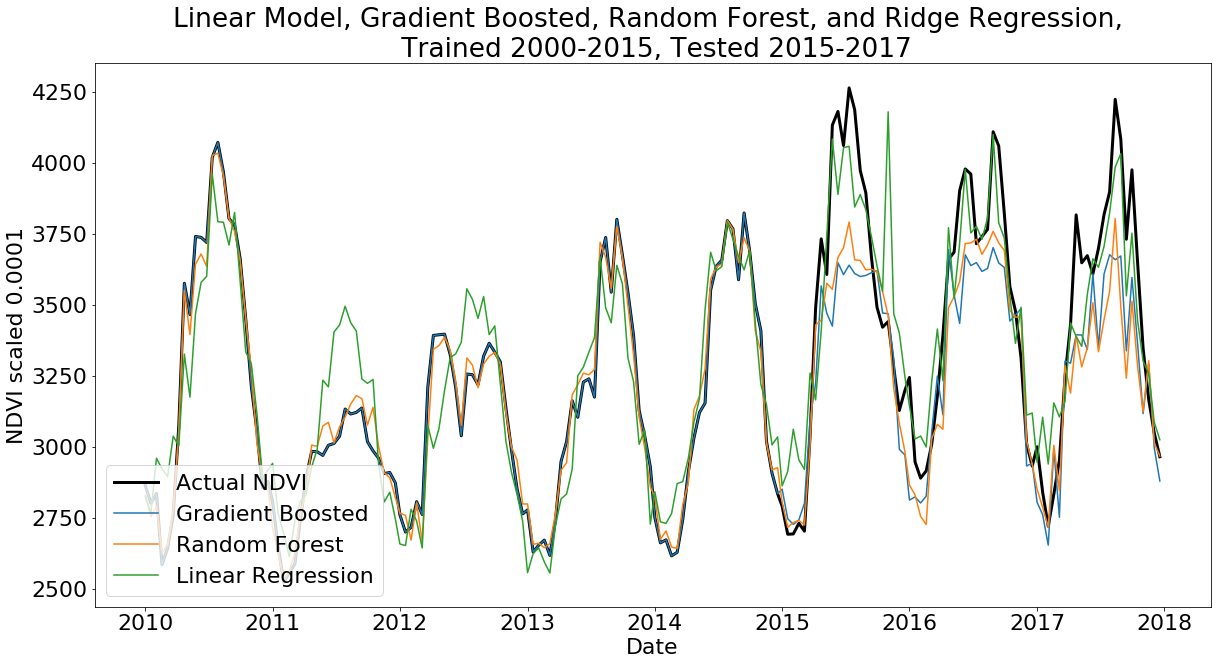 Linear Model, Gradient Boosted, Random Forest, and Ridge Regression,
Trained 2000-2015, Tested 2015-2017
NDVI scaled 0.0001
4250
4000
3750
3500
3250
3000
2750
2500
Actual NDVI
Gradient Boosted
Random Forest
Linear Regression
2010 2011 2012 2013 2014 2015 2016 2017 2018
Date